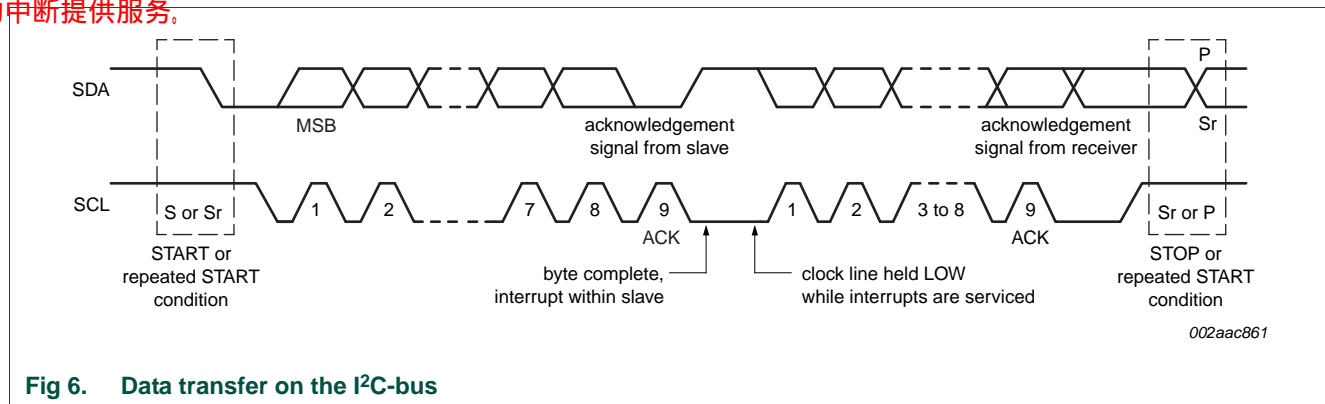 中断提供服务。
P
SDA
MSB
acknowledgement
signal from slave
acknowledgement
signal from receiver
Sr
SCL
S or Sr
1
2
7
8
9
1
2
3 to 8
9
Sr or P
ACK
ACK
START or
repeated START
condition
byte complete,
interrupt within slave
clock line held LOW
while interrupts are serviced
STOP or
repeated START
condition
002aac861
Fig 6. Data transfer on the I²C-bus